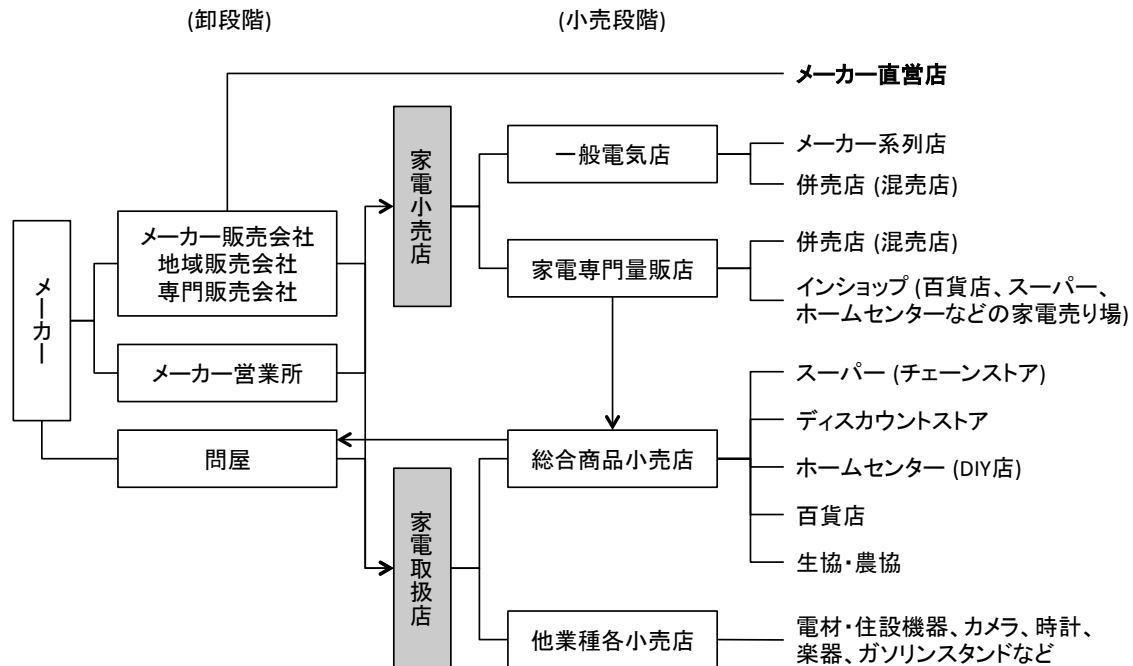 (卸段階)
(小売段階)
メーカー直営店
家電小売店
一般電気店
メーカー系列店
併売店 (混売店)
メーカー
メーカー販売会社
地域販売会社
専門販売会社
家電専門量販店
併売店 (混売店)
インショップ (百貨店、スーパー、
ホームセンターなどの家電売り場)
メーカー営業所
スーパー (チェーンストア)
ディスカウントストア
問屋
総合商品小売店
ホームセンター (DIY店)
百貨店
生協・農協
家電取扱店
他業種各小売店
電材・住設機器、カメラ、時計、
楽器、ガソリンスタンドなど